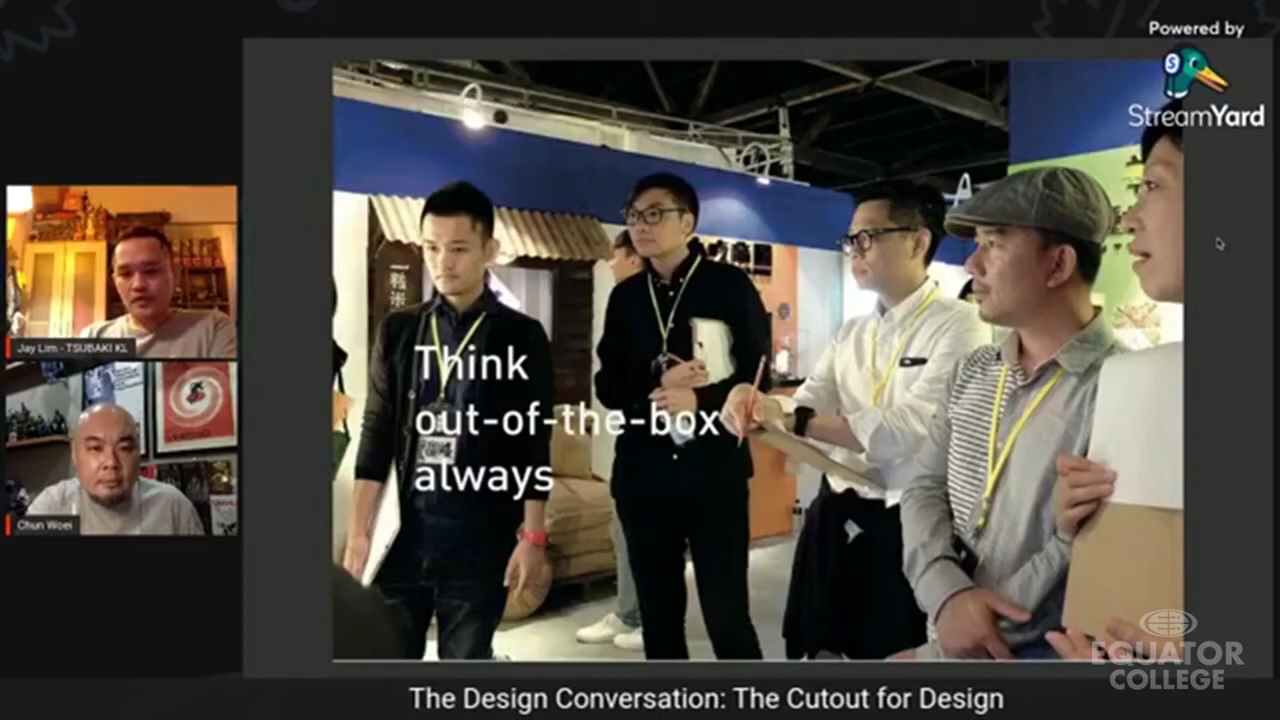 Powered by
StreamYard
Jay Lim - TSUBAKI KL
Chun Woei
Think
out-of-the-box
always
EQUATOR
COLLEGE
The Design Conversation: The Cutout for Design